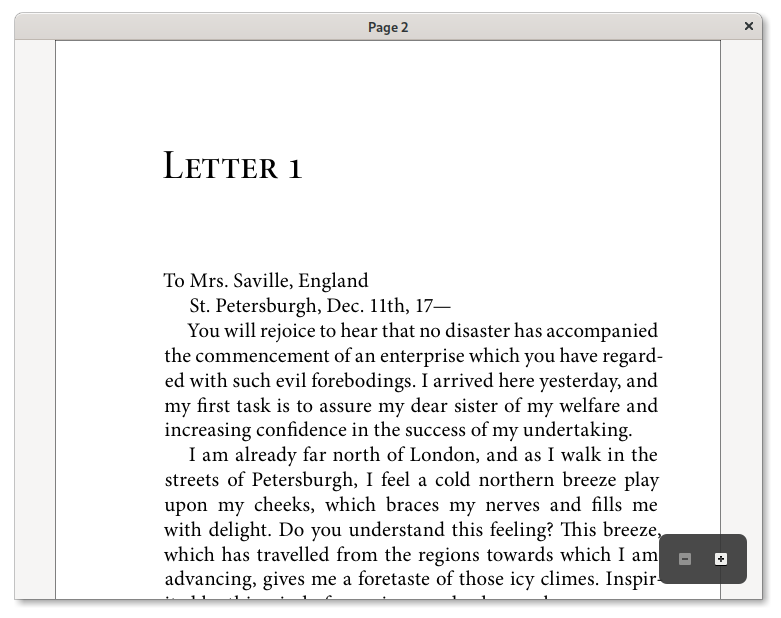 Page 2
Letter 1
To Mrs. Saville, England
St. Petersburgh, Dec. 11th, 17—
You will rejoice to hear that no disaster has accompanied
the commencement of an enterprise which you have regard-
ed with such evil forebodings. I arrived here yesterday, and
my first task is to assure my dear sister of my welfare and
increasing confidence in the success of my undertaking.
I am already far north of London, and as I walk in the
streets of Petersburgh, I feel a cold northern breeze play
upon my cheeks, which braces my nerves and fills me
with delight. Do you understand this feeling? This breeze,
which has travelled from the regions towards which I am
advancing, gives me a foretaste of those icy climes. Inspir-